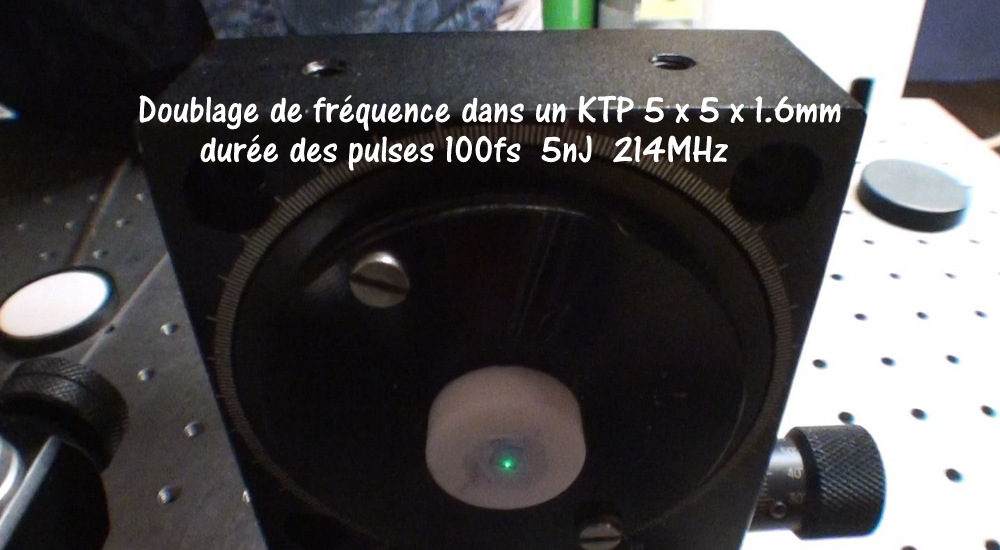 Doublage de fréquence dans un KTP 5 x 5 x 1.6mm
durée des pulses 100fs 5nJ 214MHz